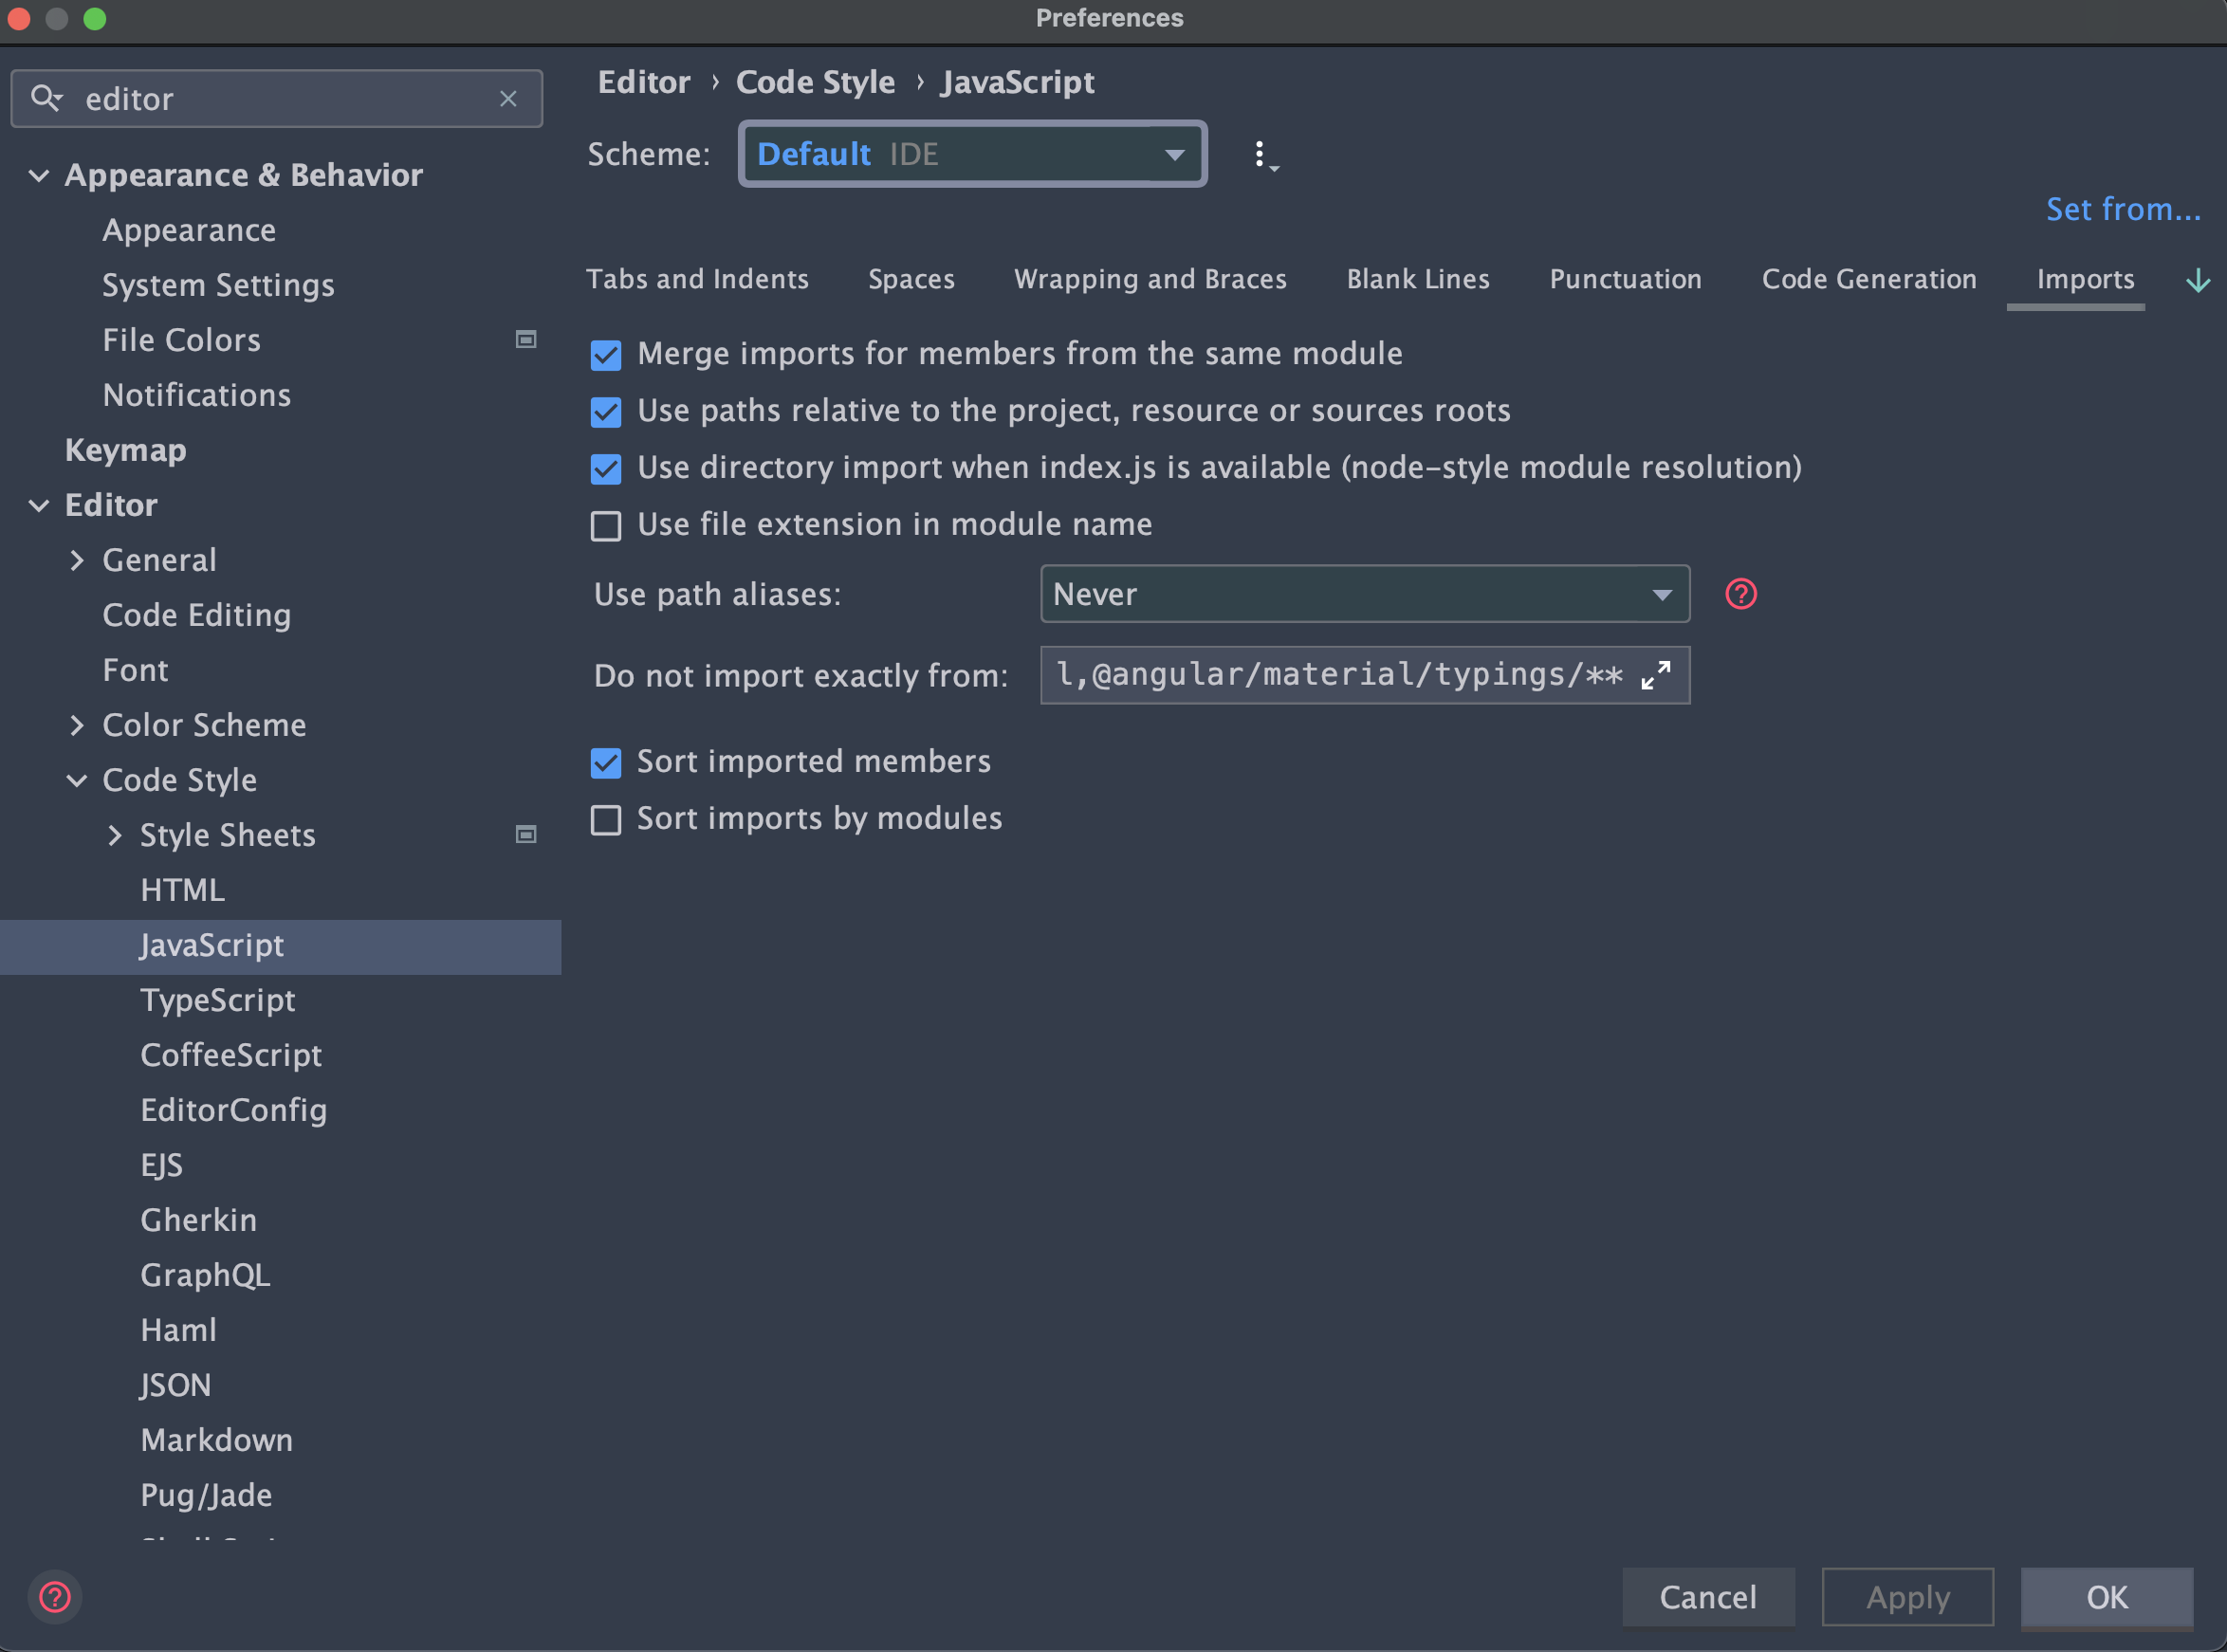 Preferences
editor
Appearance & Behavior
Appearance
System Settings
File Colors
Notifications
Keymap
Editor
General
Code Editing
Font
Color Scheme
Code Style
Style Sheets
HTML
JavaScript
TypeScript
CoffeeScript
EditorConfig
EJS
Gherkin
GraphQL
Haml
JSON
Markdown
Pug/Jade
Editor › Code Style › JavaScript
Scheme: Default IDE
Set from...
Tabs and Indents Spaces Wrapping and Braces Blank Lines Punctuation Code Generation Imports
Merge imports for members from the same module
Use paths relative to the project, resource or sources roots
Use directory import when index.js is available (node-style module resolution)
Use file extension in module name
Use path aliases: Never
Do not import exactly from: l,@angular/material/typings/**
Sort imported members
Sort imports by modules
Cancel Apply OK